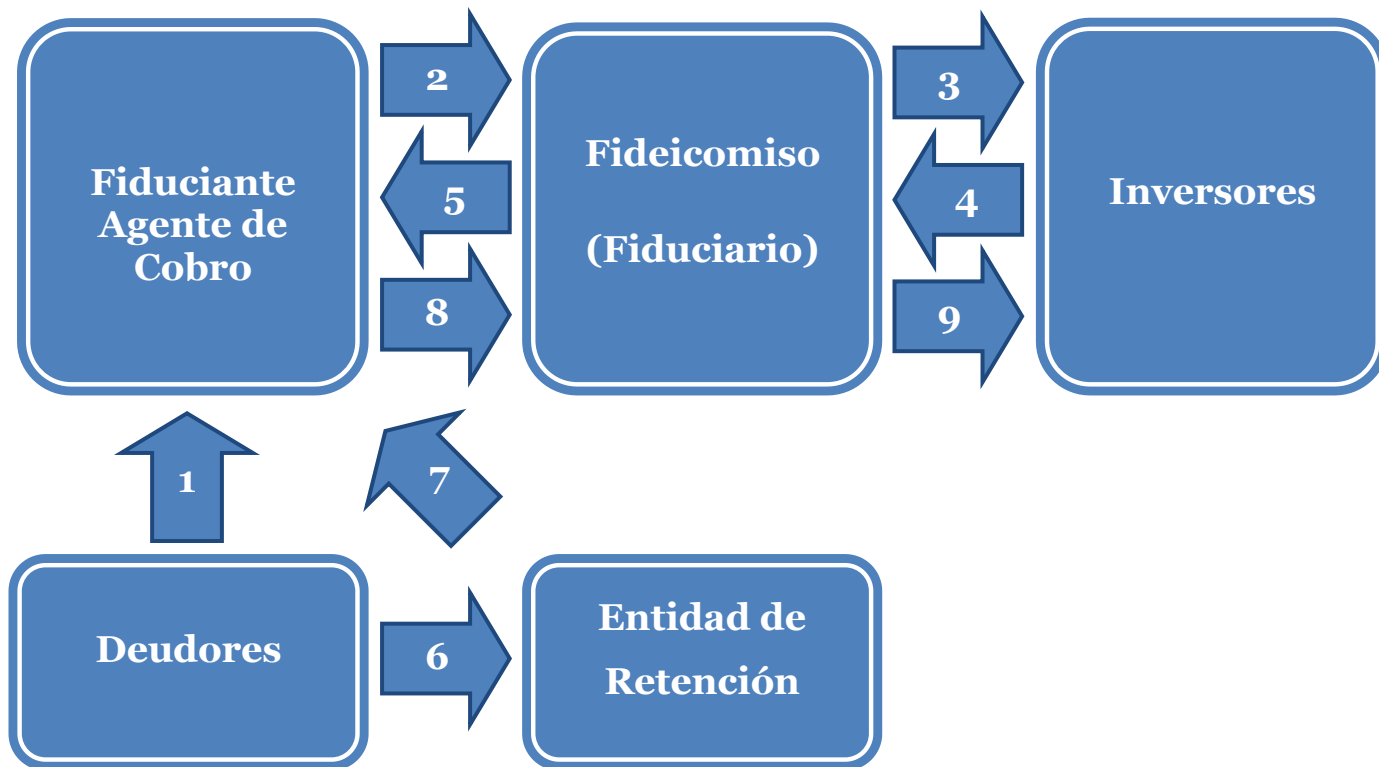 2
3
Fiduciante
Agente de
Cobro
5
Fideicomiso
(Fiduciario)
4
Inversores
8
9
1
7
Deudores
6
Entidad de
Retención